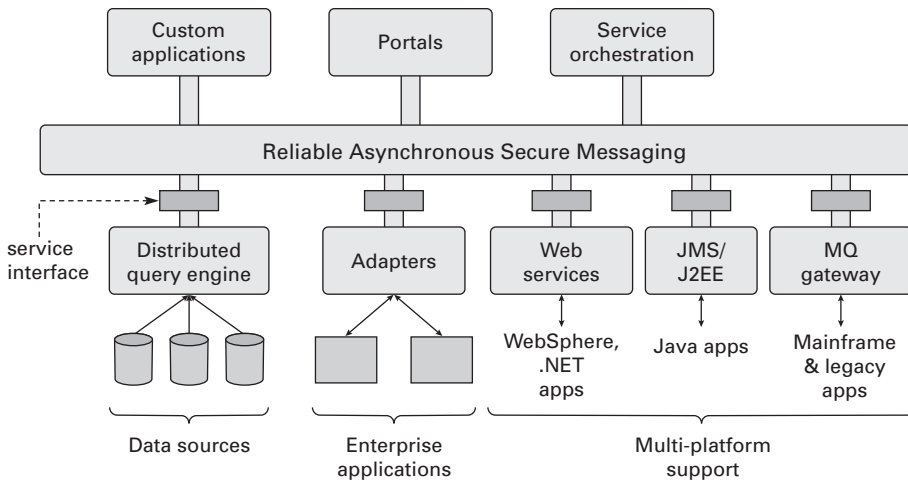 Custom
applications
Portals
Service
orchestration
Reliable Asynchronous Secure Messaging
service
interface
Distributed
query engine
Adapters
Web
services
JMS/
J2EE
MQ
gateway
WebSphere,
.NET
apps
Java apps
Mainframe
& legacy
apps
Data sources
Enterprise
applications
Multi-platform
support